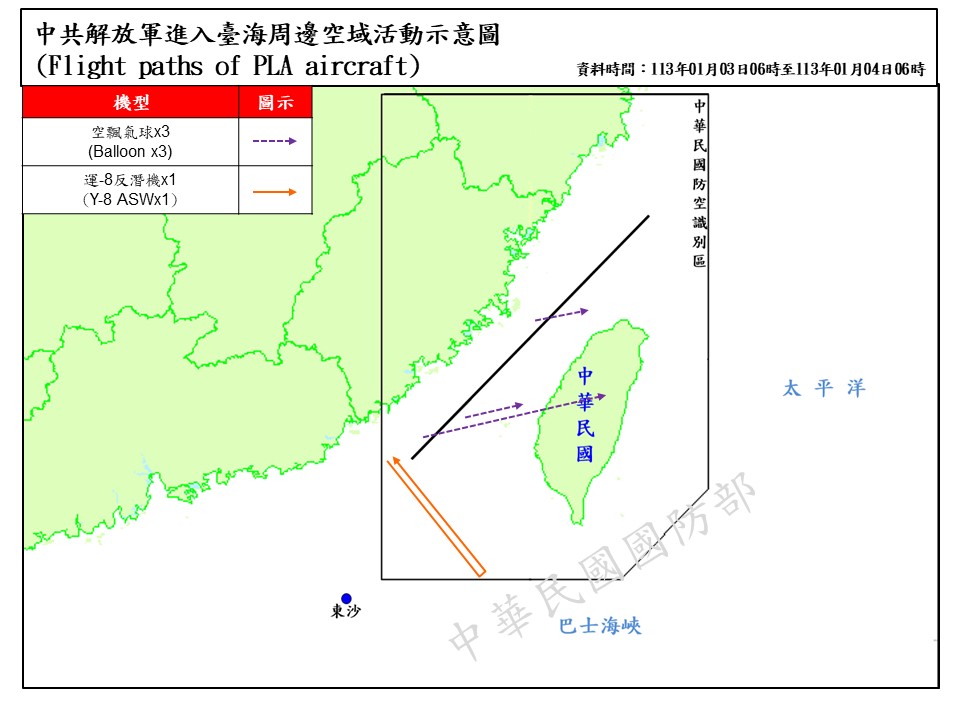 中共解放軍進入臺海周邊空域活動示意圖
(Flight paths of PLA aircraft)
資料時間：113年01月03日06時至113年01月04日06時
機型
圖示
空飄氣球x3
(Balloon x3)
運-8反潛機x1
（Y-8 ASWx1）
中華民國防空識別區
中華民國
太平洋
東沙
巴士海峽
中華民國國防部